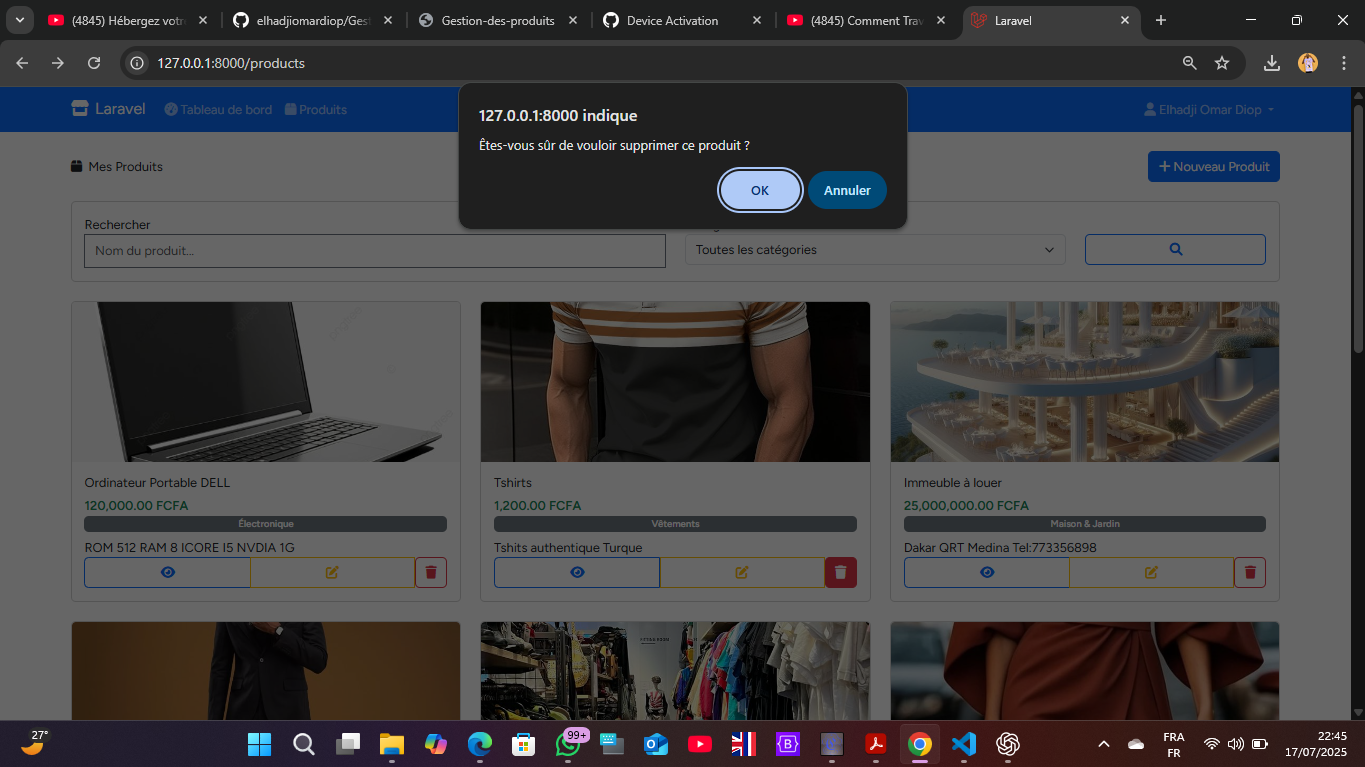 (4845) Hébergez votre
elhadjiomardiop/Gest
Gestion-des-produits
Device Activation
(4845) Comment Trav
Laravel
127.0.0.1:8000/products
Laravel
Tableau de bord
Produits
Elhadji Omar Diop
127.0.0.1:8000 indique
Êtes-vous sûr de vouloir supprimer ce produit ?
OK
Annuler
Mes Produits
Nouveau Produit
Rechercher
Nom du produit...
Toutes les catégories
Ordinateur Portable DELL
120,000.00 FCFA
Électronique
ROM 512 RAM 8 ICORE I5 NVDIA 1G
Tshirts
1,200.00 FCFA
Vêtements
Tshits authentique Turque
Immeuble à louer
25,000,000.00 FCFA
Maison & Jardin
Dakar QRT Medina Tel:773356898
27°
99+
FRA
FR
22:45
17/07/2025